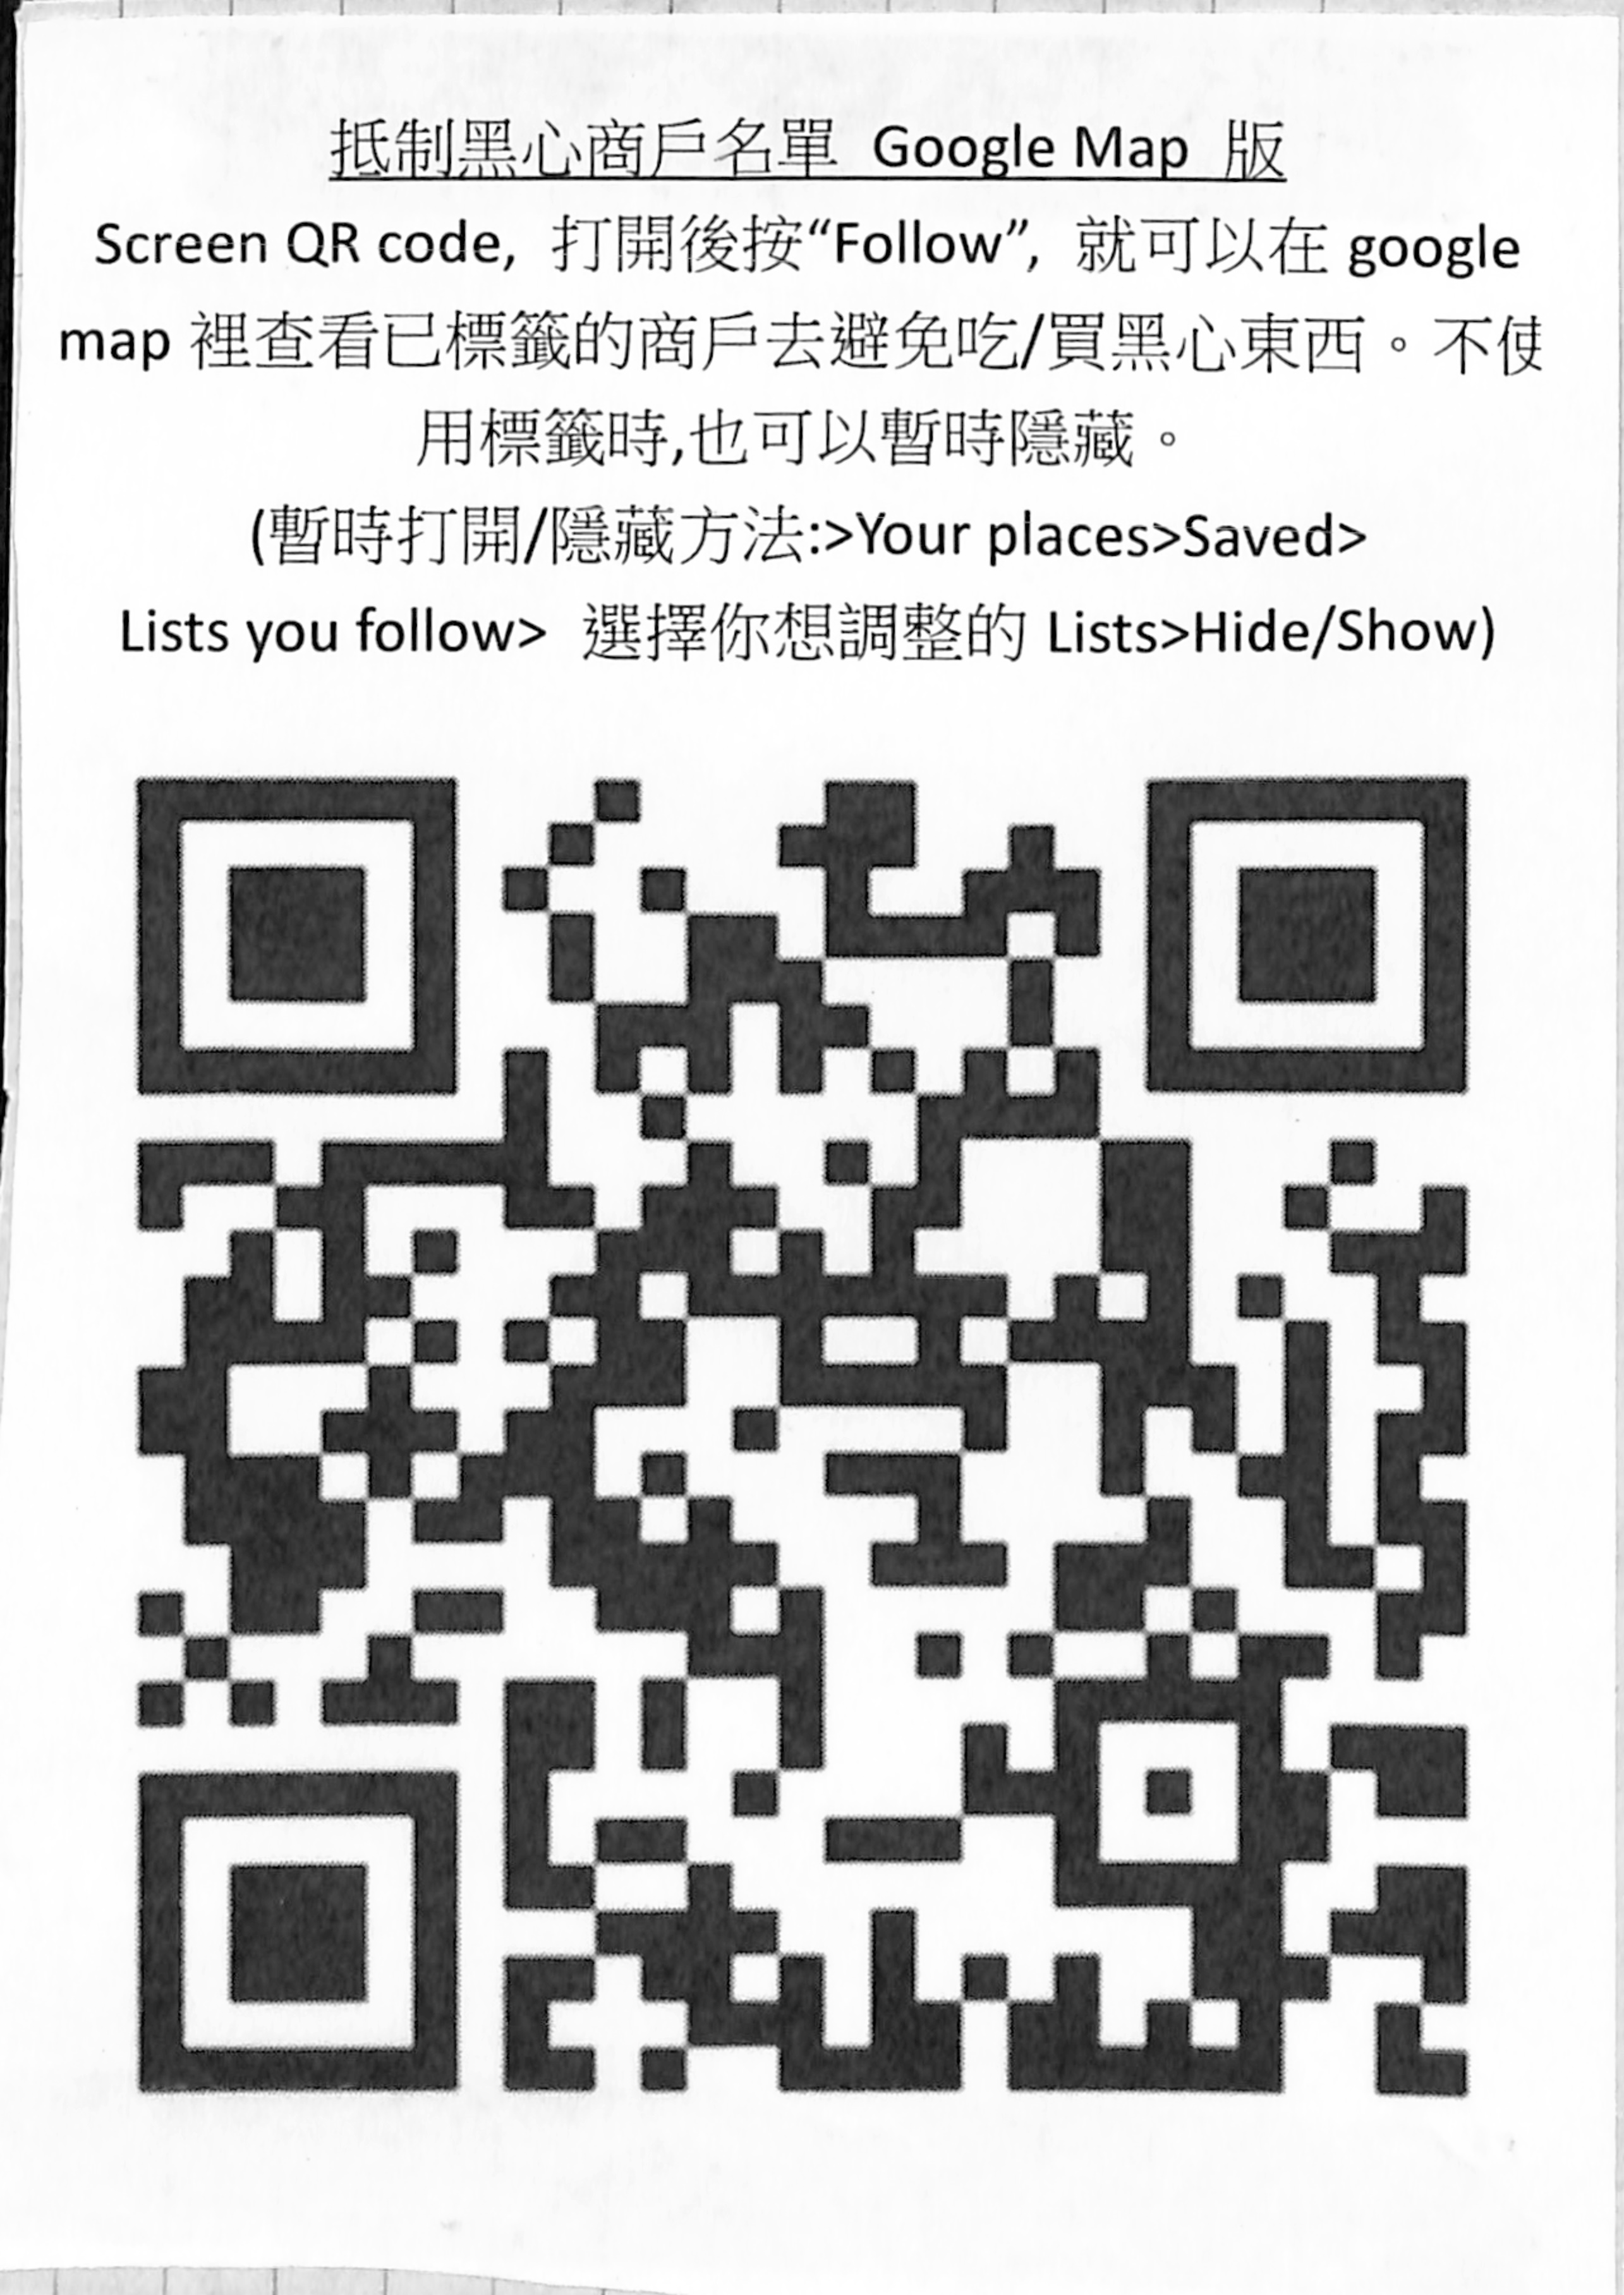 抵制黑心商戶名單 Google Map 版
Screen QR code, 打開後按“Follow”, 就可以在 google
map 裡查看已標籤的商戶去避免吃/買黑心東西。不使
用標籤時,也可以暫時隱藏。
(暫時打開/隱藏方法:>Your places>Saved>
Lists you follow> 選擇你想調整的 Lists>Hide/Show)